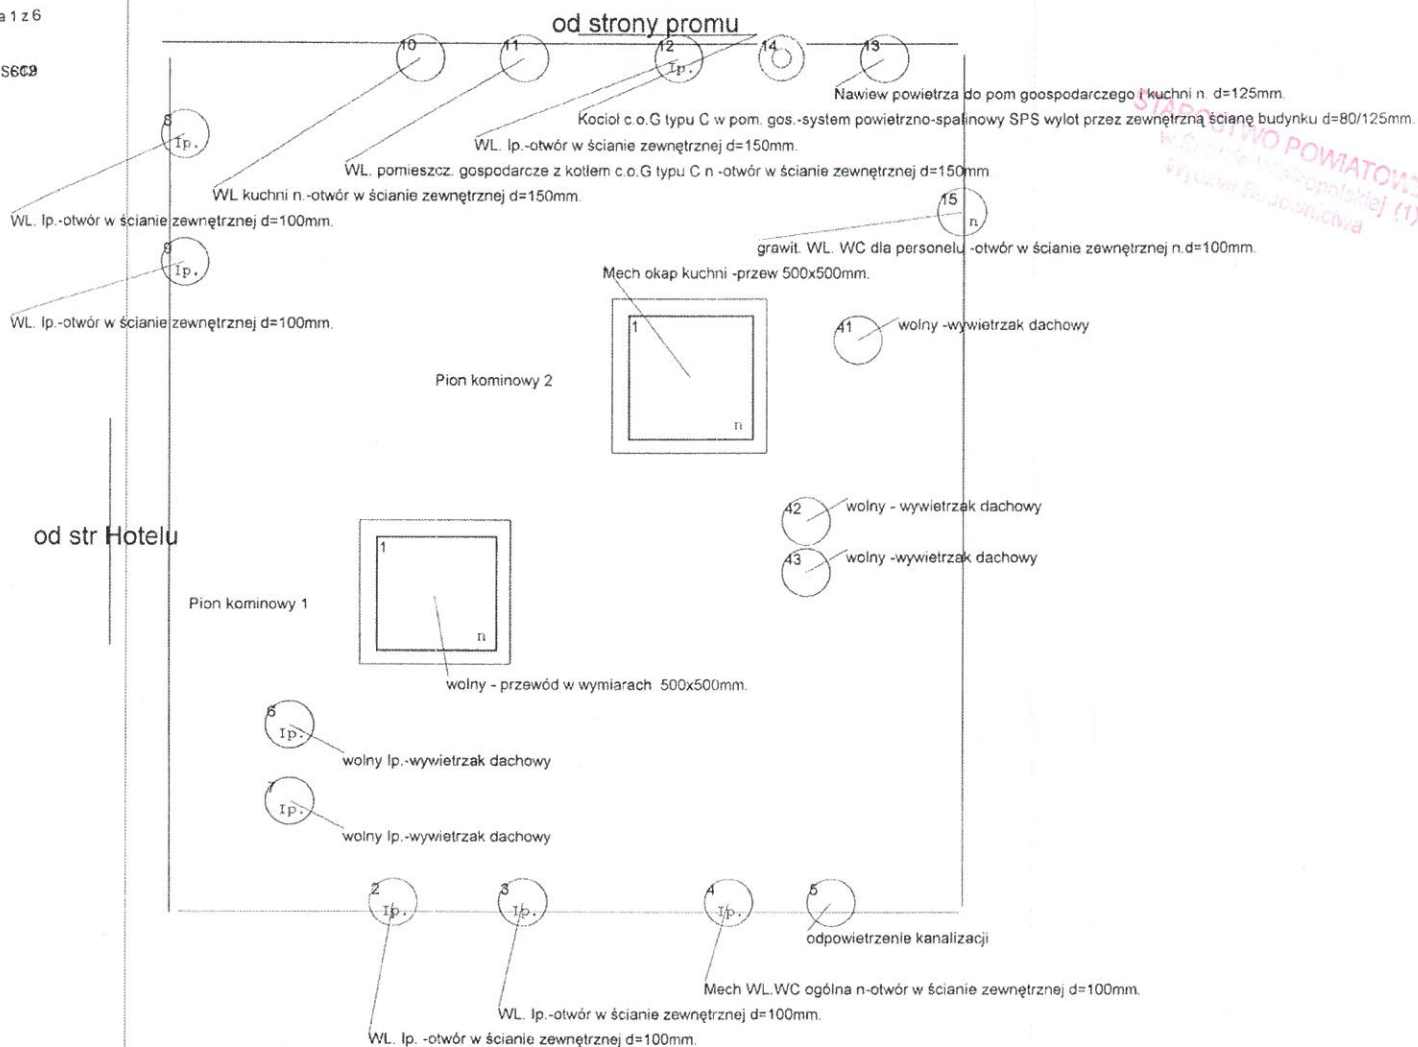 a 1 z 6
od strony promu
10
11
12
Ip.
14
13
Nawiew powietrza do pom goospodarczego i kuchni n. d=125mm.
Kocioł c.o.G typu C w pom. gos.-system powietrzno-spalinowy SPS wylot przez zewnętrzną ścianę budynku d=80/125mm.
WL. Ip.-otwór w ścianie zewnętrznej d=150mm.
WL. pomieszcz. gospodarcze z kotłem c.o.G typu C n -otwór w ścianie zewnętrznej d=150mm.
WL kuchni n.-otwór w ścianie zewnętrznej d=150mm.
8
Ip.
WL. Ip.-otwór w ścianie zewnętrznej d=100mm.
STAROSTWO POWIATOWE
(1)
Wydział Budownictwa
15
n
grawit. WL. WC dla personelu -otwór w ścianie zewnętrznej n.d=100mm.
9
Ip.
WL. Ip.-otwór w ścianie zewnętrznej d=100mm.
Mech okap kuchni -przew 500x500mm.
1
n
Pion kominowy 2
41
wolny -wywietrzak dachowy
42
wolny - wywietrzak dachowy
43
wolny -wywietrzak dachowy
od str Hotelu
1
n
Pion kominowy 1
wolny - przewód w wymiarach 500x500mm.
6
Ip.
wolny Ip.-wywietrzak dachowy
7
Ip.
wolny Ip.-wywietrzak dachowy
2
Ip.
3
Ip.
4
Ip.
5
odpowietrzenie kanalizacji
Mech WL.WC ogólna n-otwór w ścianie zewnętrznej d=100mm.
WL. Ip.-otwór w ścianie zewnętrznej d=100mm.
WL. Ip. -otwór w ścianie zewnętrznej d=100mm.